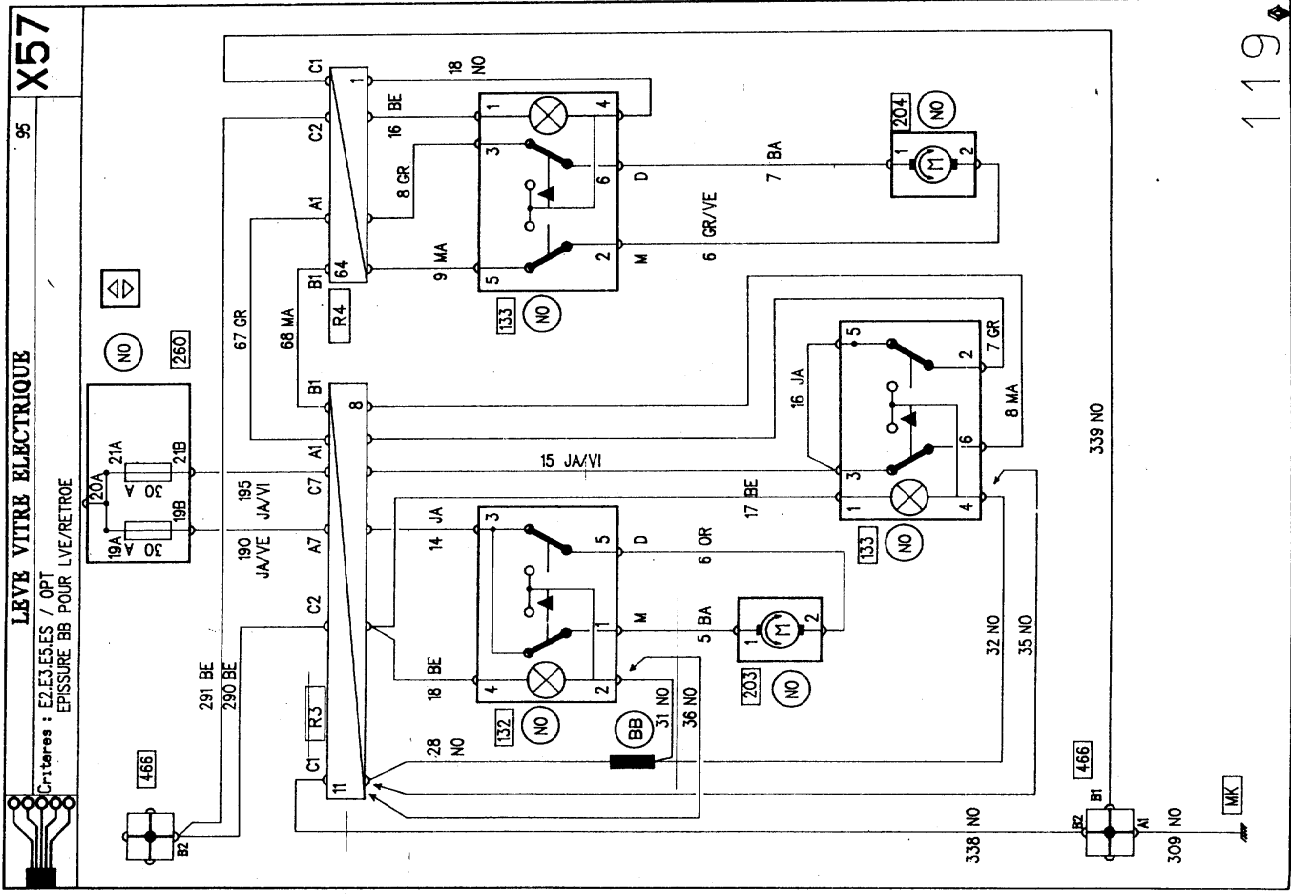 LEVE VITRE ELECTRIQUE
95
X57
Criteres : E2.E3.E5.ES / OPT
EPISSURE BB POUR LVE/RETROE
466
B2
291 BE
290 BE
260
NO
20A
19A
21A
30 A
30 A
19B
21B
190
JA/VE
195
JA/VI
67 GR
68 MA
R3
11
C1
C2
A7
C7
A1
B1
8
R4
64
B1
A1
C2
C1
1
28
NO
18 BE
14 JA
15 JA/VI
9 MA
8 GR
16 BE
18
NO
132
NO
4
3
2
1
5
M
D
133
NO
5
3
1
2
6
4
M
D
BB
31 NO
36 NO
5 BA
6 OR
17 BE
16 JA
6 GR/VE
7 BA
203
NO
1
M
2
133
NO
1
3
5
4
6
2
7 GR
8 MA
204
NO
1
M
2
32 NO
35 NO
338 NO
339 NO
466
B2
B1
A1
309 NO
MK
119